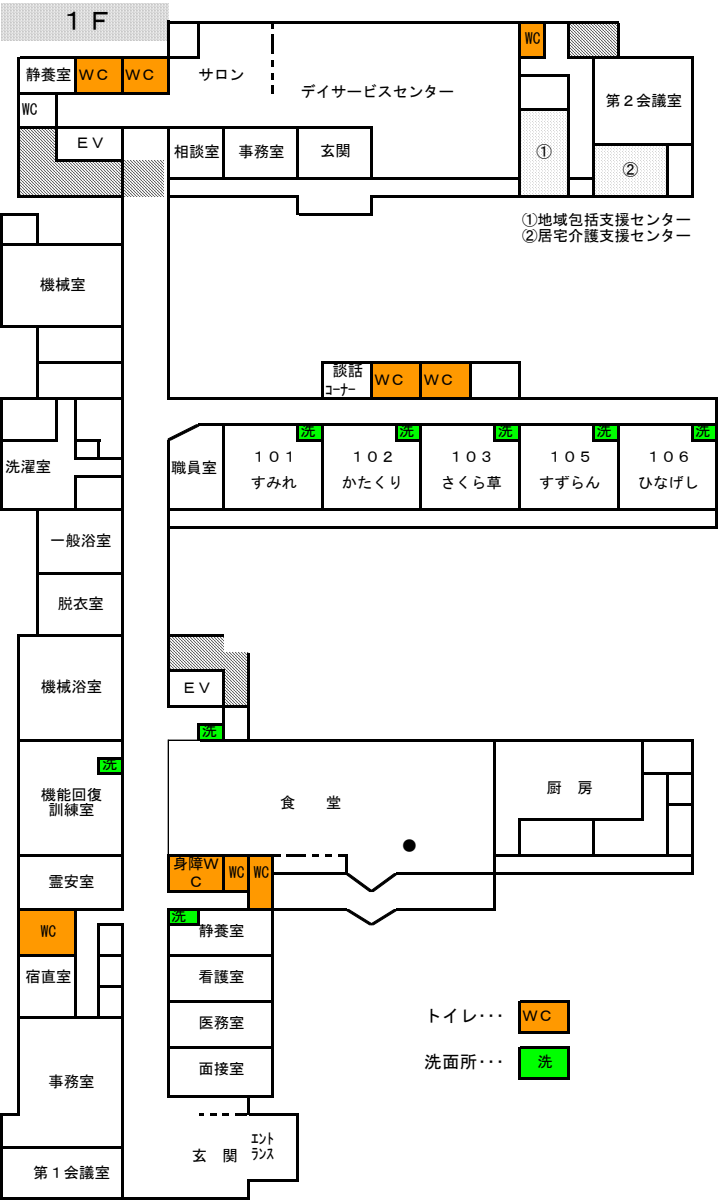 １Ｆ
静養室
ＷＣ
ＷＣ
サロン
デイサービスセンター
WC
第２会議室
WC
ＥＶ
相談室
事務室
玄関
①
②
①地域包括支援センター
②居宅介護支援センター
機械室
談話
ｺｰﾅｰ
ＷＣ
ＷＣ
洗
洗
洗
洗
洗
洗濯室
職員室
１０１
すみれ
１０２
かたくり
１０３
さくら草
１０５
すずらん
１０６
ひなげし
一般浴室
脱衣室
機械浴室
ＥＶ
洗
洗
機能回復
訓練室
食　堂
厨　房
霊安室
身障Ｗ
Ｃ
WC
WC
洗
静養室
WC
宿直室
看護室
医務室
面接室
トイレ･･･
ＷＣ
洗面所･･･
洗
事務室
玄　関
ｴﾝﾄ
ﾗﾝｽ
第１会議室